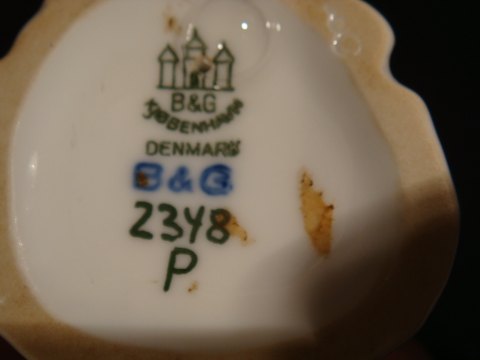 B&G
KJØBENHAVN
DENMARK
B&G
2348
P